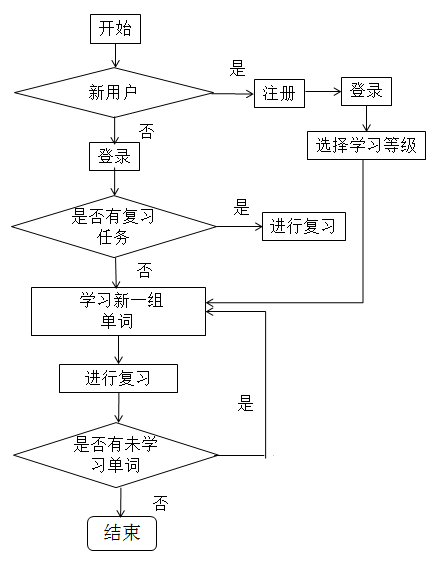 开始
新用户
是
注册
登录
否
登录
选择学习等级
是否有复习
任务
是
进行复习
否
学习新一组
单词
进行复习
是
是否有未学
习单词
否
结束